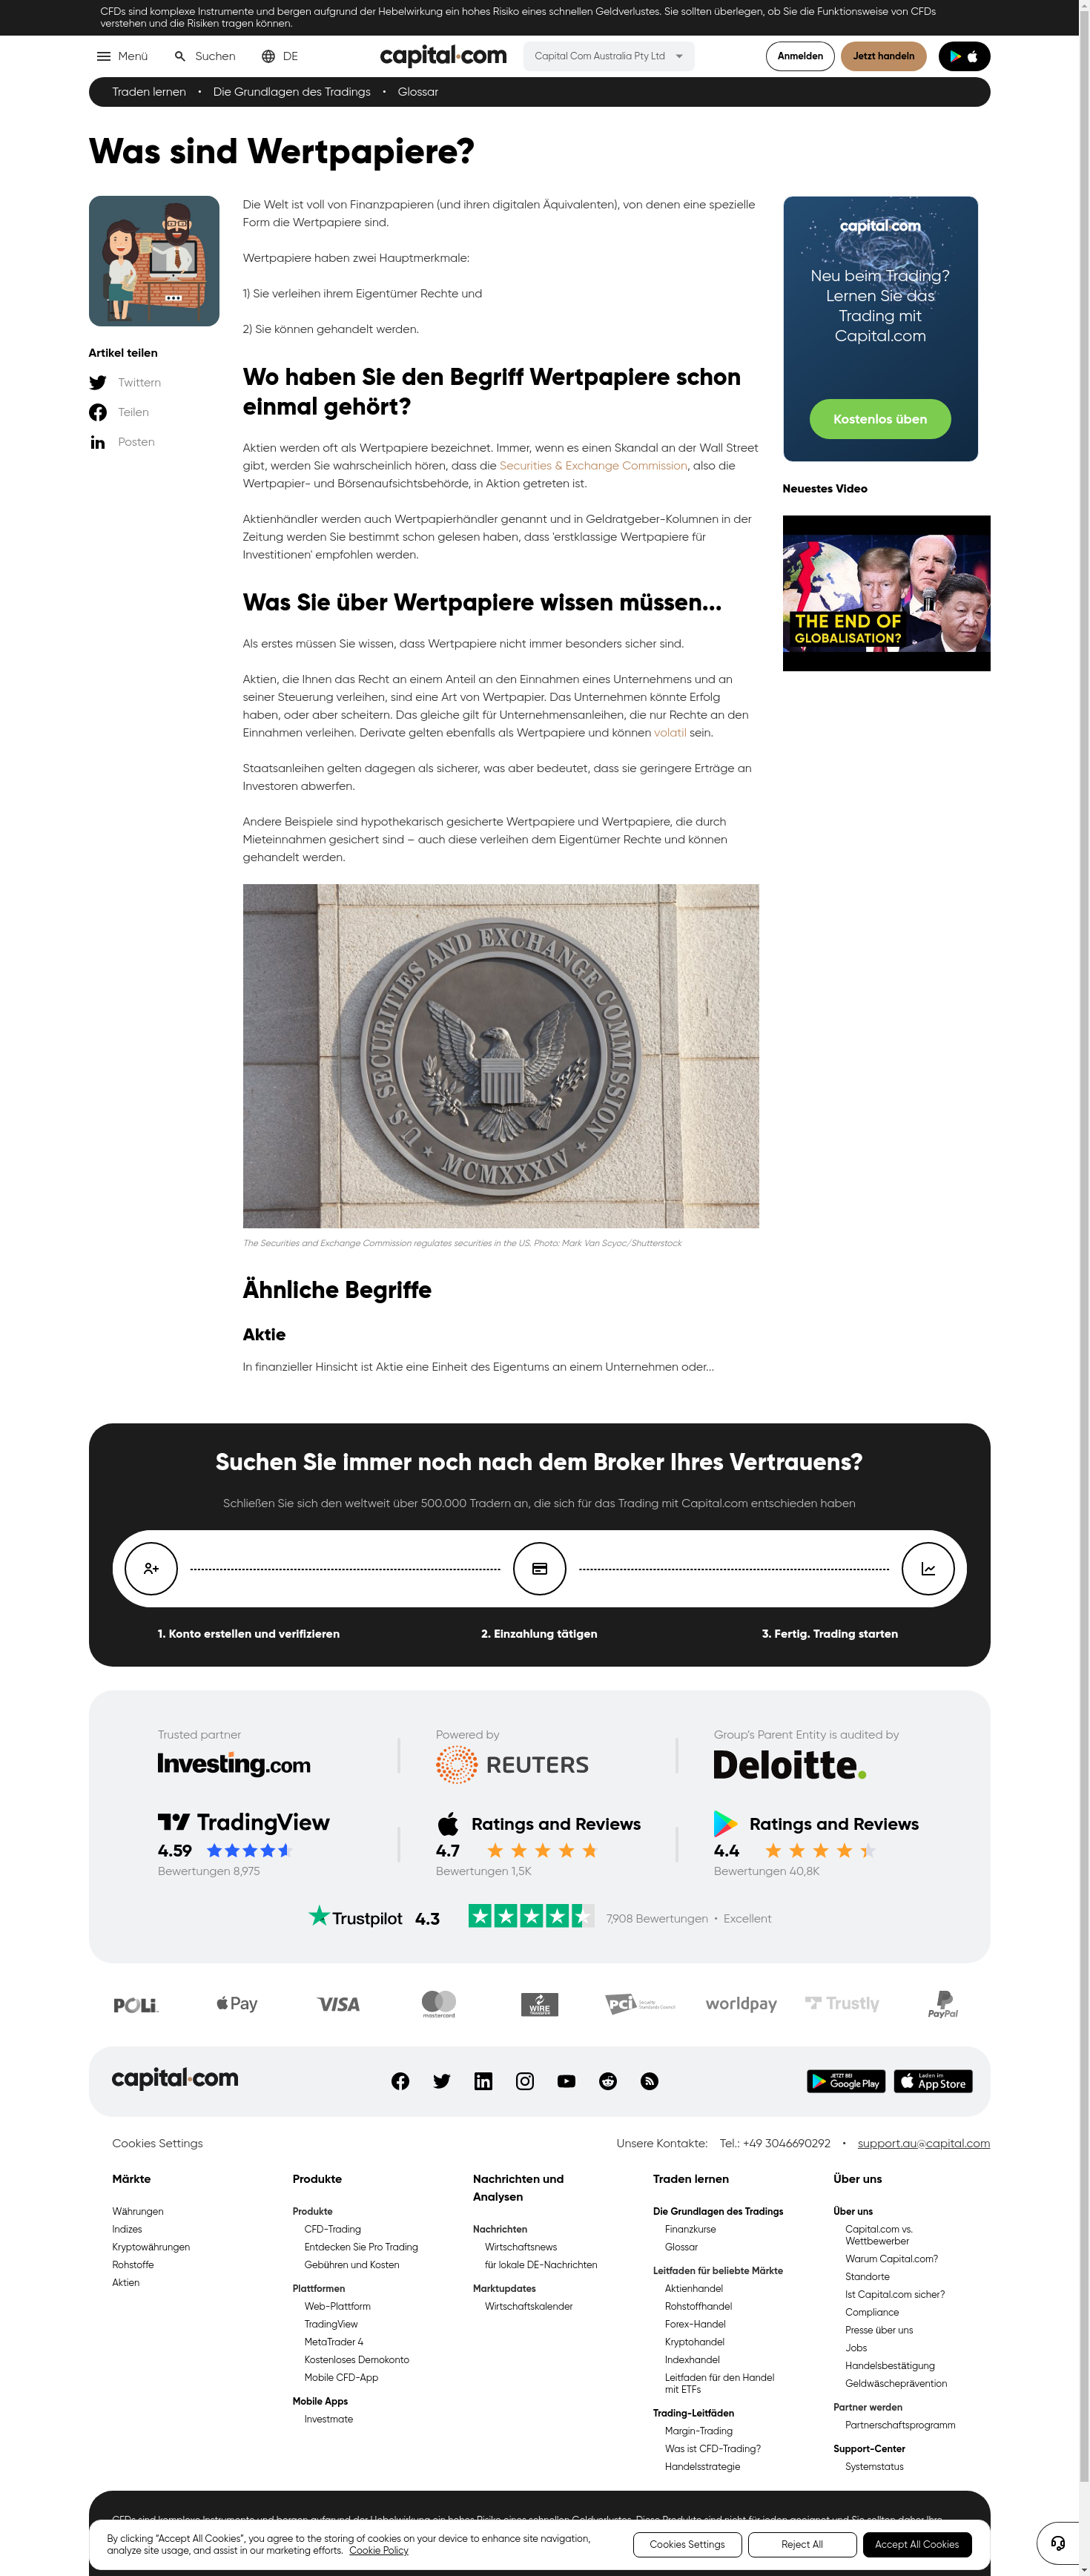 CFDs sind komplexe Instrumente und bergen aufgrund der Hebelwirkung ein hohes Risiko eines schnellen Geldverlustes. Sie sollten überlegen, ob Sie die Funktionsweise von CFDs
verstehen und die Risiken tragen können.
Menü
Suchen
DE
capital.com
Capital Com Australia Pty Ltd
Anmelden
Jetzt handeln
Traden lernen • Die Grundlagen des Tradings • Glossar
Was sind Wertpapiere?
Artikel teilen
Twittern
Teilen
Posten
Die Welt ist voll von Finanzpapieren (und ihren digitalen Äquivalenten), von denen eine spezielle
Form die Wertpapiere sind.
Wertpapiere haben zwei Hauptmerkmale:
1) Sie verleihen ihrem Eigentümer Rechte und
2) Sie können gehandelt werden.
Wo haben Sie den Begriff Wertpapiere schon
einmal gehört?
Aktien werden oft als Wertpapiere bezeichnet. Immer, wenn es einen Skandal an der Wall Street
gibt, werden Sie wahrscheinlich hören, dass die Securities & Exchange Commission, also die
Wertpapier- und Börsenaufsichtsbehörde, in Aktion getreten ist.
Aktienhändler werden auch Wertpapierhändler genannt und in Geldratgeber-Kolumnen in der
Zeitung werden Sie bestimmt schon gelesen haben, dass 'erstklassige Wertpapiere für
Investitionen' empfohlen werden.
Was Sie über Wertpapiere wissen müssen...
Als erstes müssen Sie wissen, dass Wertpapiere nicht immer besonders sicher sind.
Aktien, die Ihnen das Recht an einem Anteil an den Einnahmen eines Unternehmens und an
seiner Steuerung verleihen, sind eine Art von Wertpapier. Das Unternehmen könnte Erfolg
haben, oder aber scheitern. Das gleiche gilt für Unternehmensanleihen, die nur Rechte an den
Einnahmen verleihen. Derivate gelten ebenfalls als Wertpapiere und können volatil sein.
Staatsanleihen gelten dagegen als sicherer, was aber bedeutet, dass sie geringere Erträge an
Investoren abwerfen.
Andere Beispiele sind hypothekarisch gesicherte Wertpapiere und Wertpapiere, die durch
Mieteinnahmen gesichert sind – auch diese verleihen dem Eigentümer Rechte und können
gehandelt werden.
U.S. SECURITIES AND EXCHANGE COMMISSION
MCMXXXIV
The Securities and Exchange Commission regulates securities in the US. Photo: Mark Van Scyoc/Shutterstock
Ähnliche Begriffe
Aktie
In finanzieller Hinsicht ist Aktie eine Einheit des Eigentums an einem Unternehmen oder...
capital.com
Neu beim Trading?
Lernen Sie das
Trading mit
Capital.com
Kostenlos üben
Neuestes Video
THE END OF
GLOBALISATION?
Suchen Sie immer noch nach dem Broker Ihres Vertrauens?
Schließen Sie sich den weltweit über 500.000 Tradern an, die sich für das Trading mit Capital.com entschieden haben
1. Konto erstellen und verifizieren
2. Einzahlung tätigen
3. Fertig. Trading starten
Trusted partner
Investing.com
Powered by
REUTERS
Group's Parent Entity is audited by
Deloitte.
TradingView
4.59
Bewertungen 8,975
Ratings and Reviews
4.7
Bewertungen 1,5K
Ratings and Reviews
4.4
Bewertungen 40,8K
Trustpilot 4.3
7,908 Bewertungen • Excellent
POLi
Pay
VISA
mastercard
WIRE
TRANSFER
PCI
Security
Standards Council
worldpay
Trustly
PayPal
capital.com
JETZT BEI
Google Play
Laden im
App Store
Cookies Settings
Unsere Kontakte: Tel.: +49 3046690292 • support.au@capital.com
Märkte
Währungen
Indizes
Kryptowährungen
Rohstoffe
Aktien
Produkte
Produkte
CFD-Trading
Entdecken Sie Pro Trading
Gebühren und Kosten
Plattformen
Web-Plattform
TradingView
MetaTrader 4
Kostenloses Demokonto
Mobile CFD-App
Mobile Apps
Investmate
Nachrichten und
Analysen
Nachrichten
Wirtschaftsnews
für lokale DE-Nachrichten
Marktupdates
Wirtschaftskalender
Traden lernen
Die Grundlagen des Tradings
Finanzkurse
Glossar
Leitfaden für beliebte Märkte
Aktienhandel
Rohstoffhandel
Forex-Handel
Kryptohandel
Indexhandel
Leitfaden für den Handel
mit ETFs
Trading-Leitfäden
Margin-Trading
Was ist CFD-Trading?
Handelsstrategie
Über uns
Über uns
Capital.com vs.
Wettbewerber
Warum Capital.com?
Standorte
Ist Capital.com sicher?
Compliance
Presse über uns
Jobs
Handelsbestätigung
Geldwäscheprävention
Partner werden
Partnerschaftsprogramm
Support-Center
Systemstatus
By clicking "Accept All Cookies", you agree to the storing of cookies on your device to enhance site navigation,
analyze site usage, and assist in our marketing efforts. Cookie Policy
Cookies Settings
Reject All
Accept All Cookies